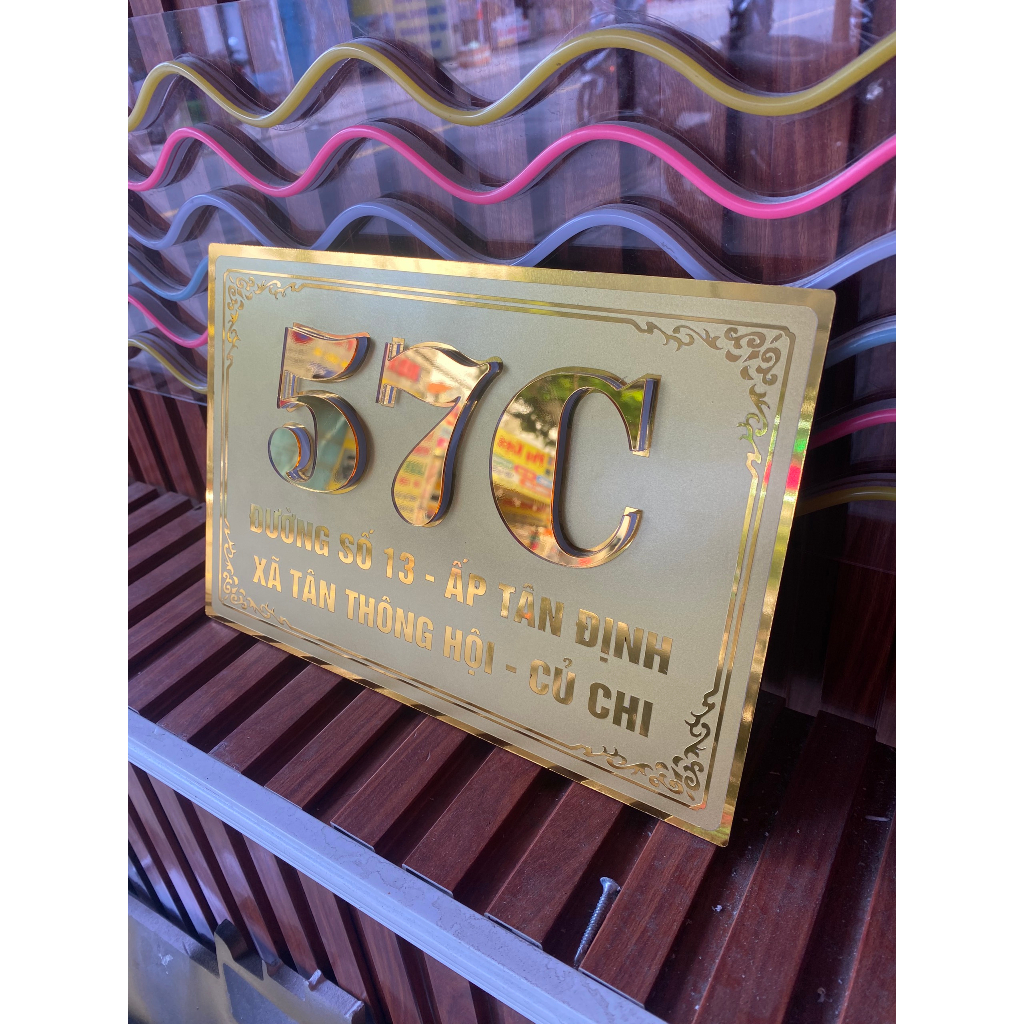 57C
ĐƯỜNG SỐ 13 - ẤP TÂN ĐỊNH
XÃ TÂN THÔNG HỘI - CỦ CHI